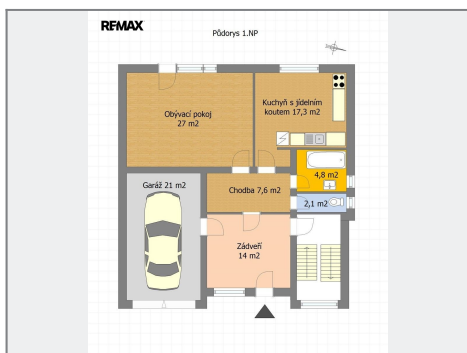 RE/MAX
Půdorys 1.NP
Obývací pokoj
27 m2
Kuchyň s jídelním
koutem 17,3 m2
4,8 m2
Garáž 21 m2
Chodba 7,6 m2
2,1 m2
Zádveří
14 m2